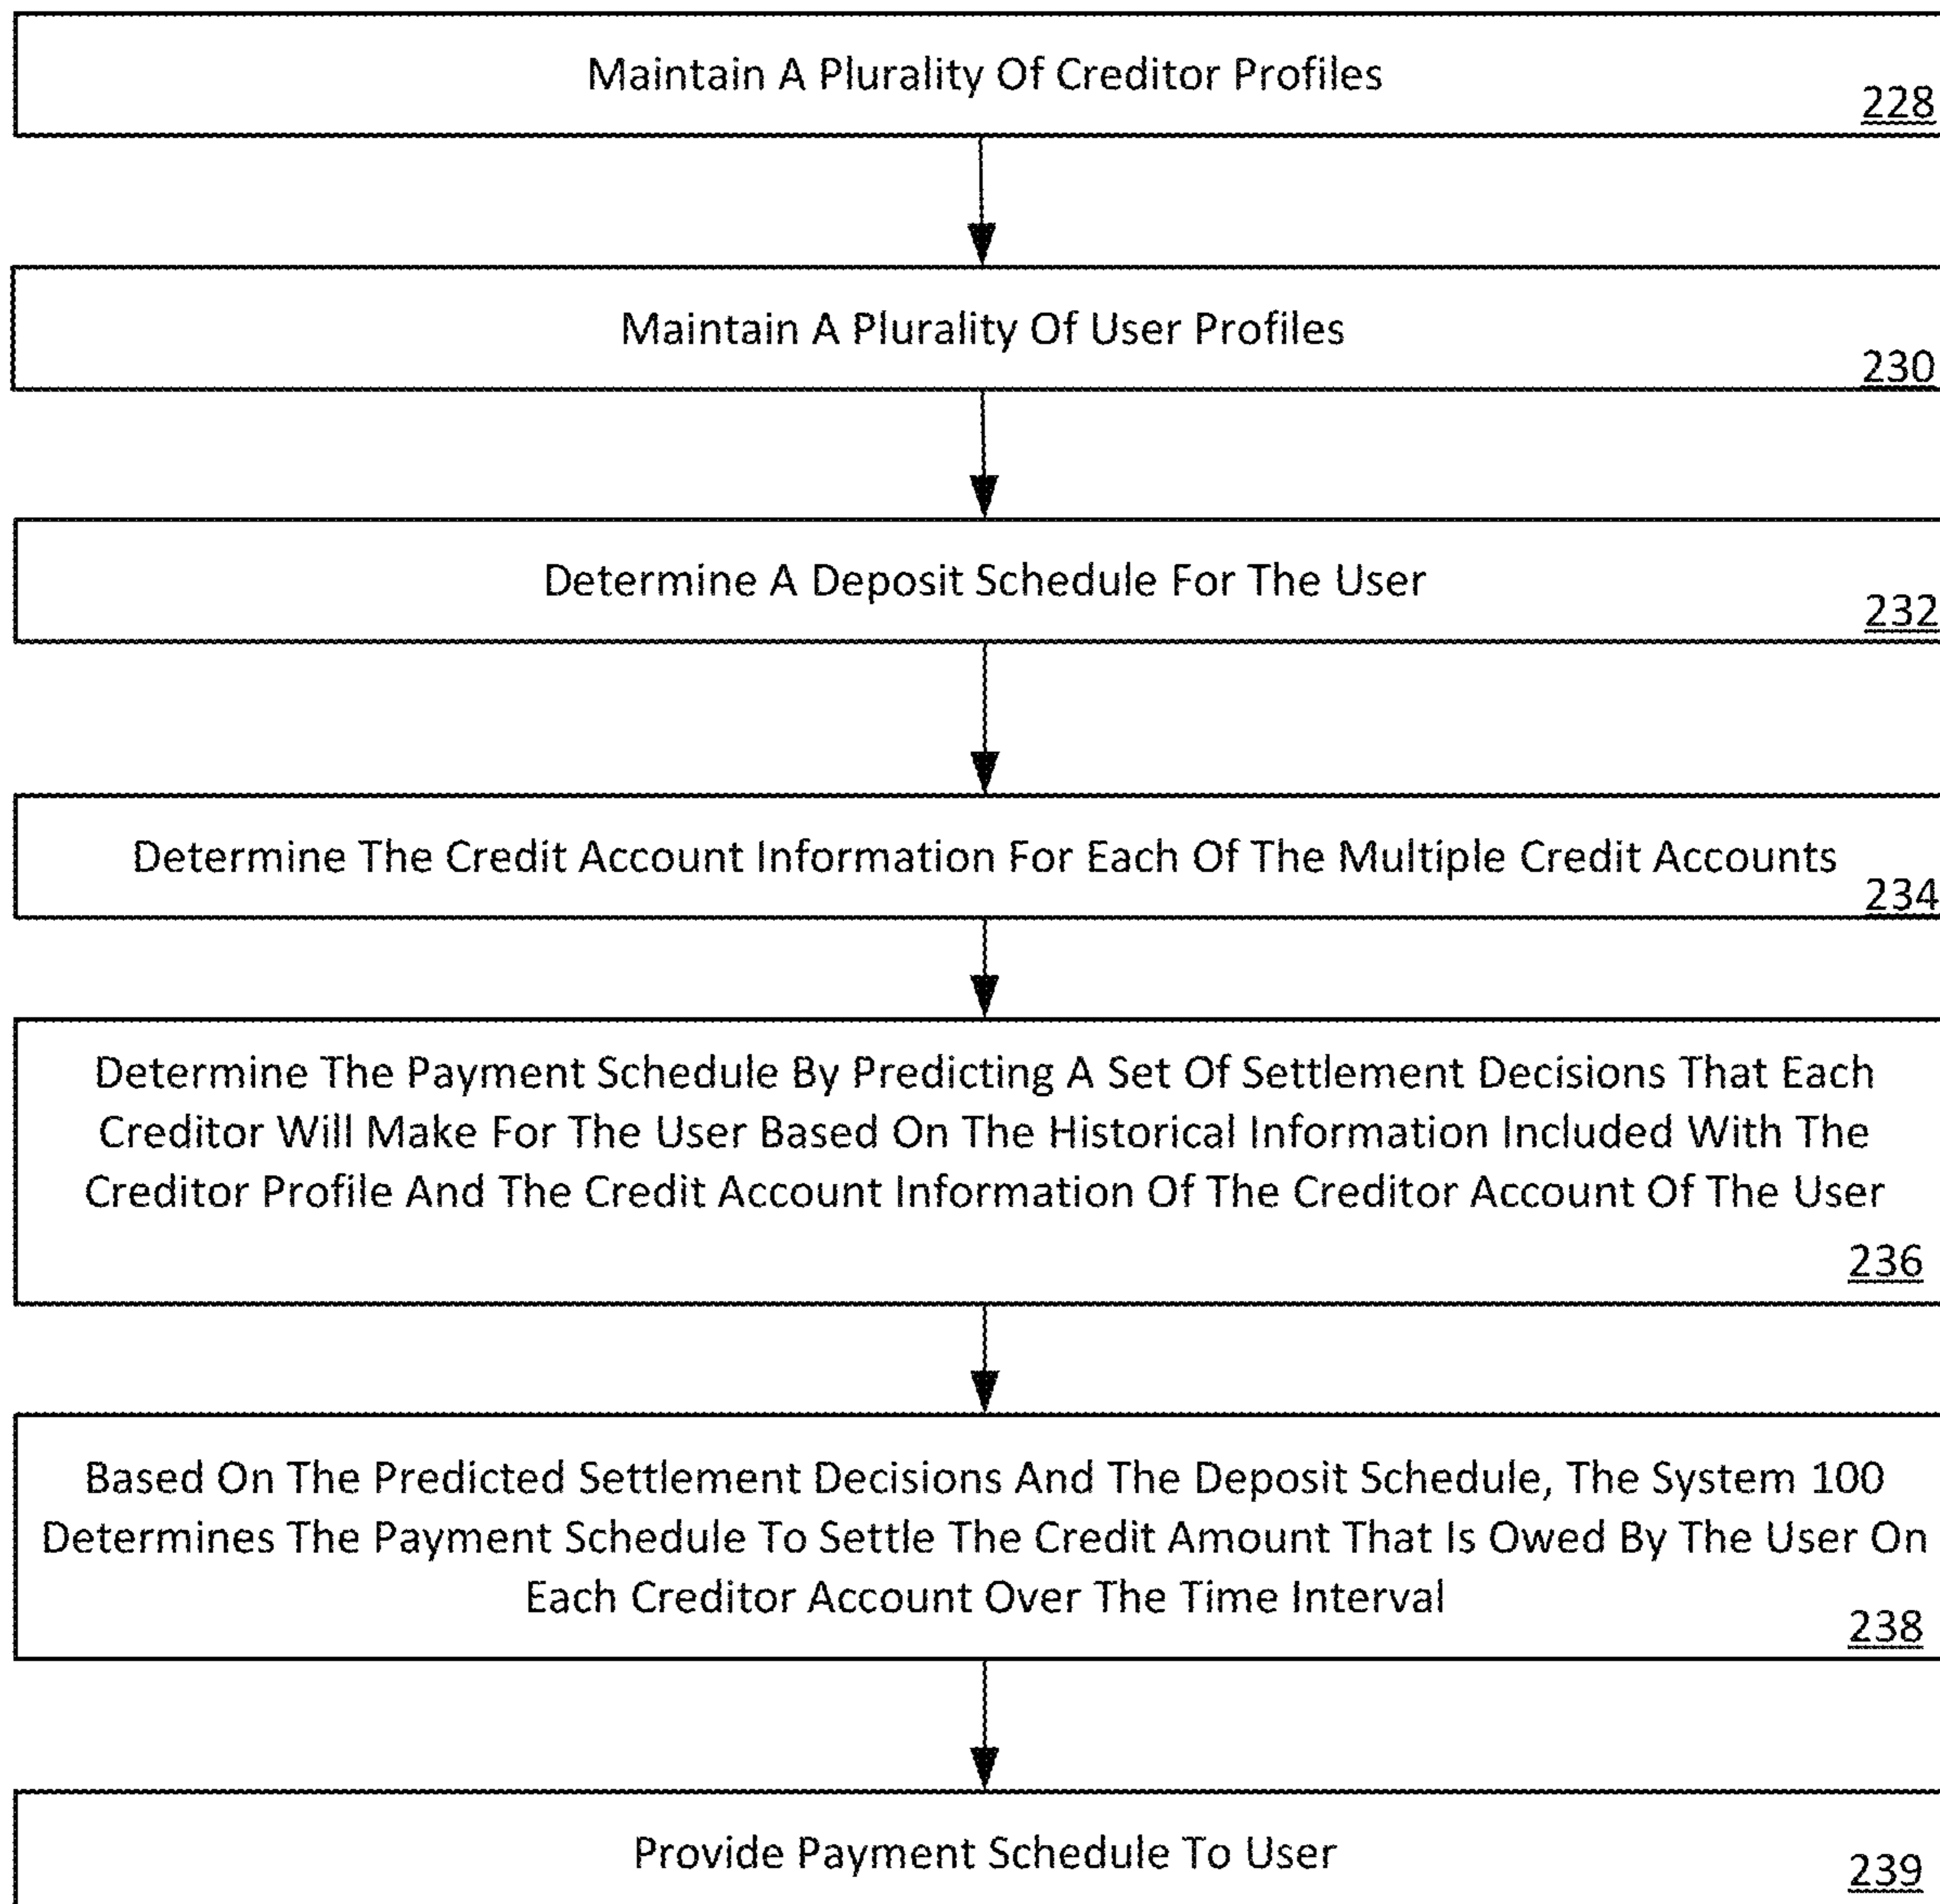 Maintain A Plurality Of Creditor Profiles
228
Maintain A Plurality Of User Profiles
230
Determine A Deposit Schedule For The User
232
Determine The Credit Account Information For Each Of The Multiple Credit Accounts
234
Determine The Payment Schedule By Predicting A Set Of Settlement Decisions That Each
Creditor Will Make For The User Based On The Historical Information Included With The
Creditor Profile And The Credit Account Information Of The Creditor Account Of The User
236
Based On The Predicted Settlement Decisions And The Deposit Schedule, The System 100
Determines The Payment Schedule To Settle The Credit Amount That Is Owed By The User On
Each Creditor Account Over The Time Interval
238
Provide Payment Schedule To User
239